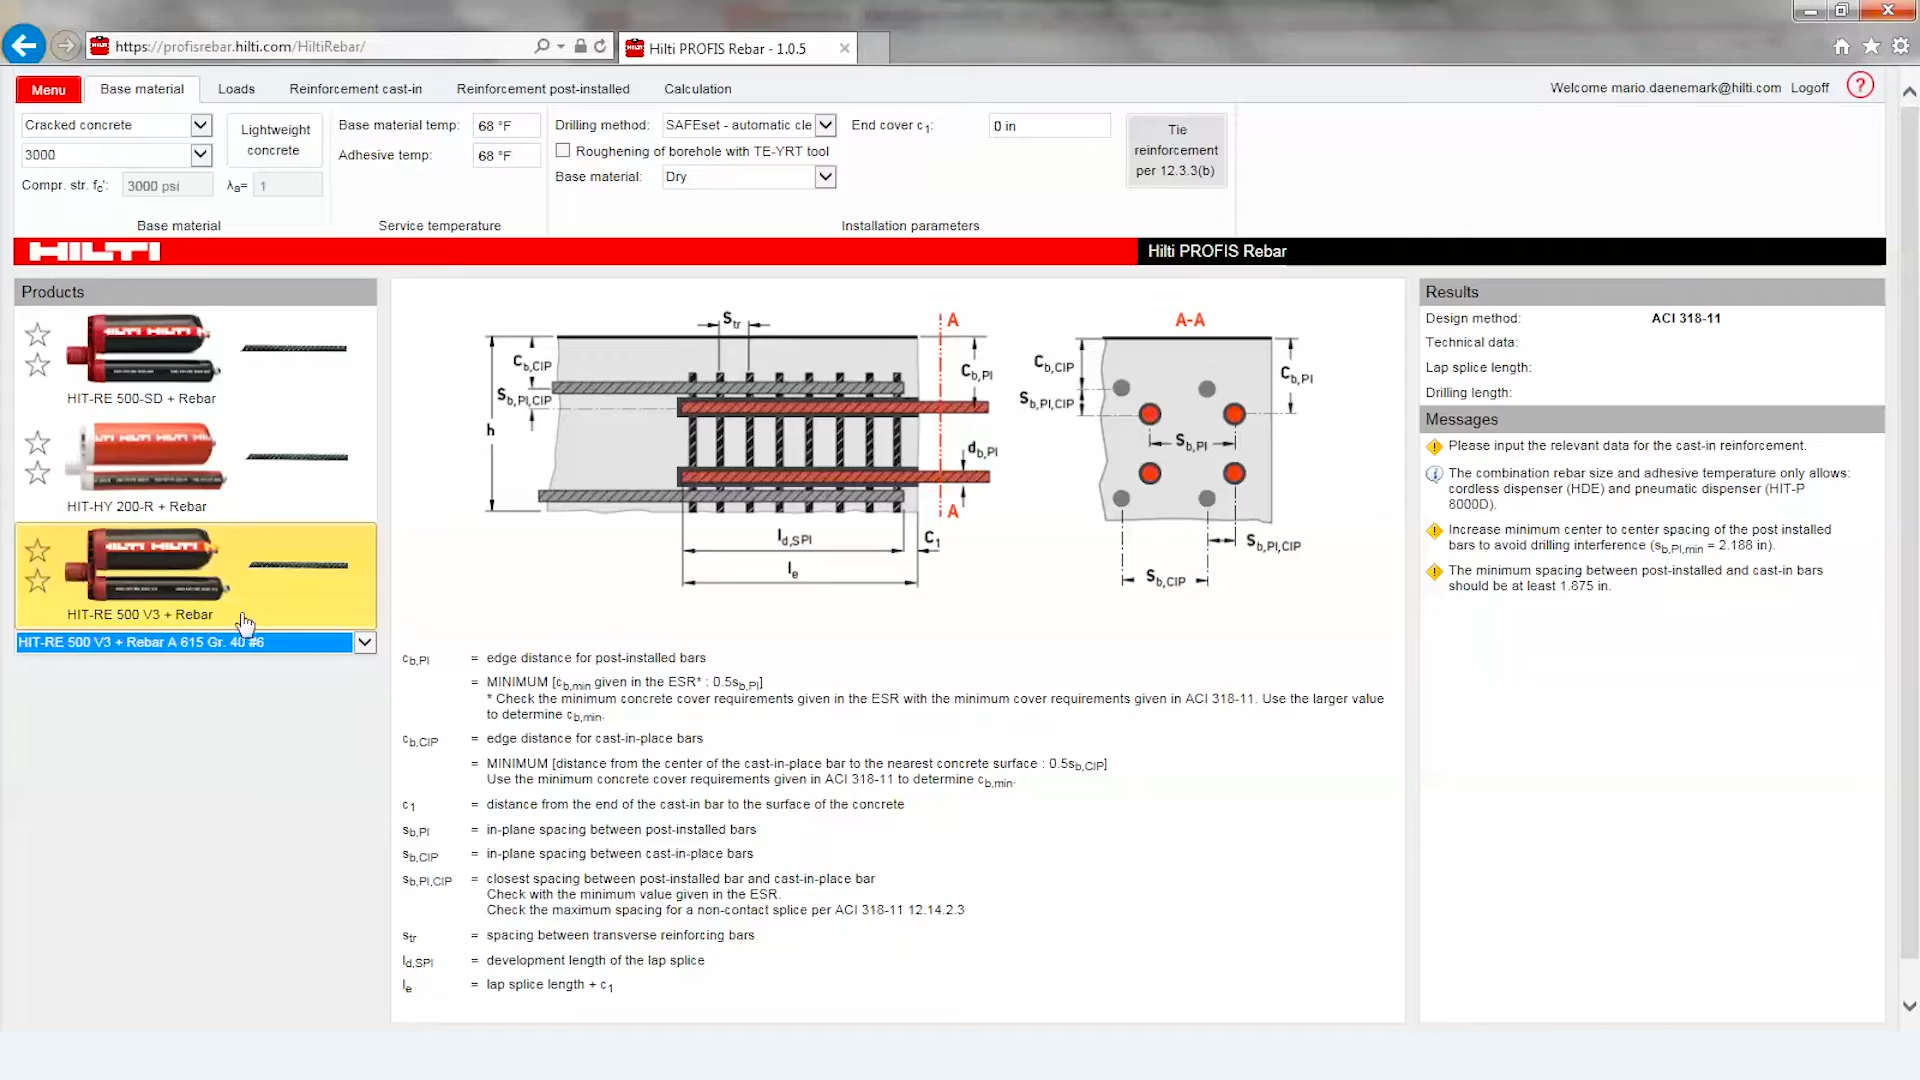 https://profisrebar.hilti.com/HiltiRebar/
Hilti PROFIS Rebar - 1.0.5
Menu
Base material
Loads
Reinforcement cast-in
Reinforcement post-installed
Calculation
Welcome mario.daenemark@hilti.com
Logoff
?
Cracked concrete
Lightweight concrete
3000
Compr. str. fc': 3000 psi
λa= 1
Base material
Base material temp: 68 °F
Adhesive temp: 68 °F
Service temperature
Drilling method: SAFEset - automatic cle
Roughening of borehole with TE-YRT tool
Base material: Dry
End cover c1: 0 in
Installation parameters
Tie
reinforcement
per 12.3.3(b)
HILTI
Hilti PROFIS Rebar
Products
HILTI HILTI
HIT-RE 500-SD + Rebar
HIT-HY 200-R + Rebar
HILTI HILTI
HIT-RE 500 V3 + Rebar
HIT-RE 500 V3 + Rebar A 615 Gr. 40 #6
Str
A
A-A
Cb,CIP
Cb,PI
Sb,PI,CIP
h
db,PI
A
ld,SPI
C1
le
Cb,CIP
Cb,PI
Sb,PI,CIP
Sb,PI
Sb,PI,CIP
Sb,CIP
cb,PI = edge distance for post-installed bars
= MINIMUM [cb,min given in the ESR* : 0.5sb,PI]
* Check the minimum concrete cover requirements given in the ESR with the minimum cover requirements given in ACI 318-11. Use the larger value
to determine cb,min.
cb,CIP = edge distance for cast-in-place bars
= MINIMUM [distance from the center of the cast-in-place bar to the nearest concrete surface : 0.5sb,CIP]
Use the minimum concrete cover requirements given in ACI 318-11 to determine cb,min.
c1 = distance from the end of the cast-in bar to the surface of the concrete
sb,PI = in-plane spacing between post-installed bars
sb,CIP = in-plane spacing between cast-in-place bars
sb,PI,CIP = closest spacing between post-installed bar and cast-in-place bar
Check with the minimum value given in the ESR.
Check the maximum spacing for a non-contact splice per ACI 318-11 12.14.2.3
str = spacing between transverse reinforcing bars
ld,SPI = development length of the lap splice
le = lap splice length + c1
Results
Design method: ACI 318-11
Technical data:
Lap splice length:
Drilling length:
Messages
Please input the relevant data for the cast-in reinforcement.
The combination rebar size and adhesive temperature only allows:
cordless dispenser (HDE) and pneumatic dispenser (HIT-P
8000D).
Increase minimum center to center spacing of the post installed
bars to avoid drilling interference (sb,PI,min = 2.188 in).
The minimum spacing between post-installed and cast-in bars
should be at least 1.875 in.